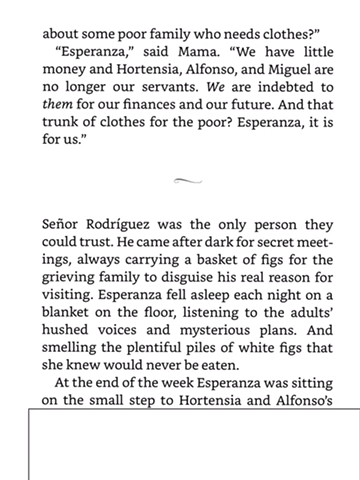 about some poor family who needs clothes?”
“Esperanza,” said Mama. “We have little
money and Hortensia, Alfonso, and Miguel are
no longer our servants. We are indebted to
them for our finances and our future. And that
trunk of clothes for the poor? Esperanza, it is
for us.”
Señor Rodríguez was the only person they
could trust. He came after dark for secret meet-
ings, always carrying a basket of figs for the
grieving family to disguise his real reason for
visiting. Esperanza fell asleep each night on a
blanket on the floor, listening to the adults’
hushed voices and mysterious plans. And
smelling the plentiful piles of white figs that
she knew would never be eaten.
At the end of the week Esperanza was sitting
on the small step to Hortensia and Alfonso’s